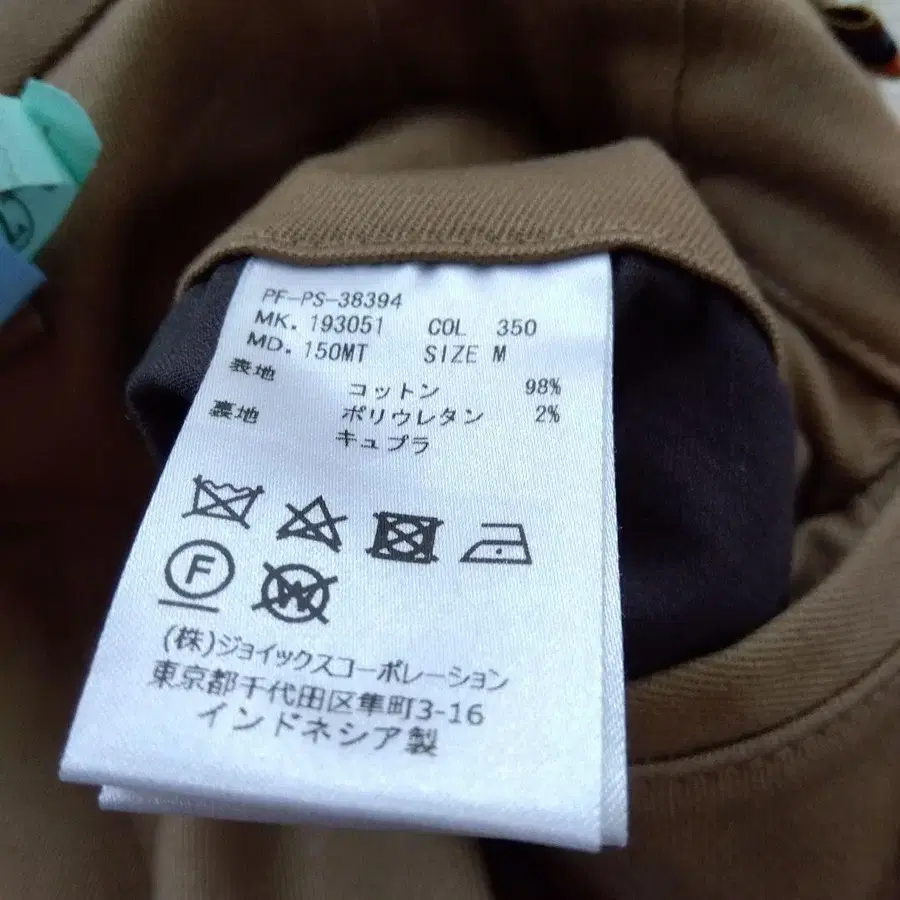 PF-PS-38394
MK. 193051 COL 350
MD. 150MT SIZE M
表地 コットン 98%
ポリウレタン 2%
裏地 キュプラ
F
W
(株)ジョイックスコーポレーション
東京都千代田区隼町3-16
インドネシア製